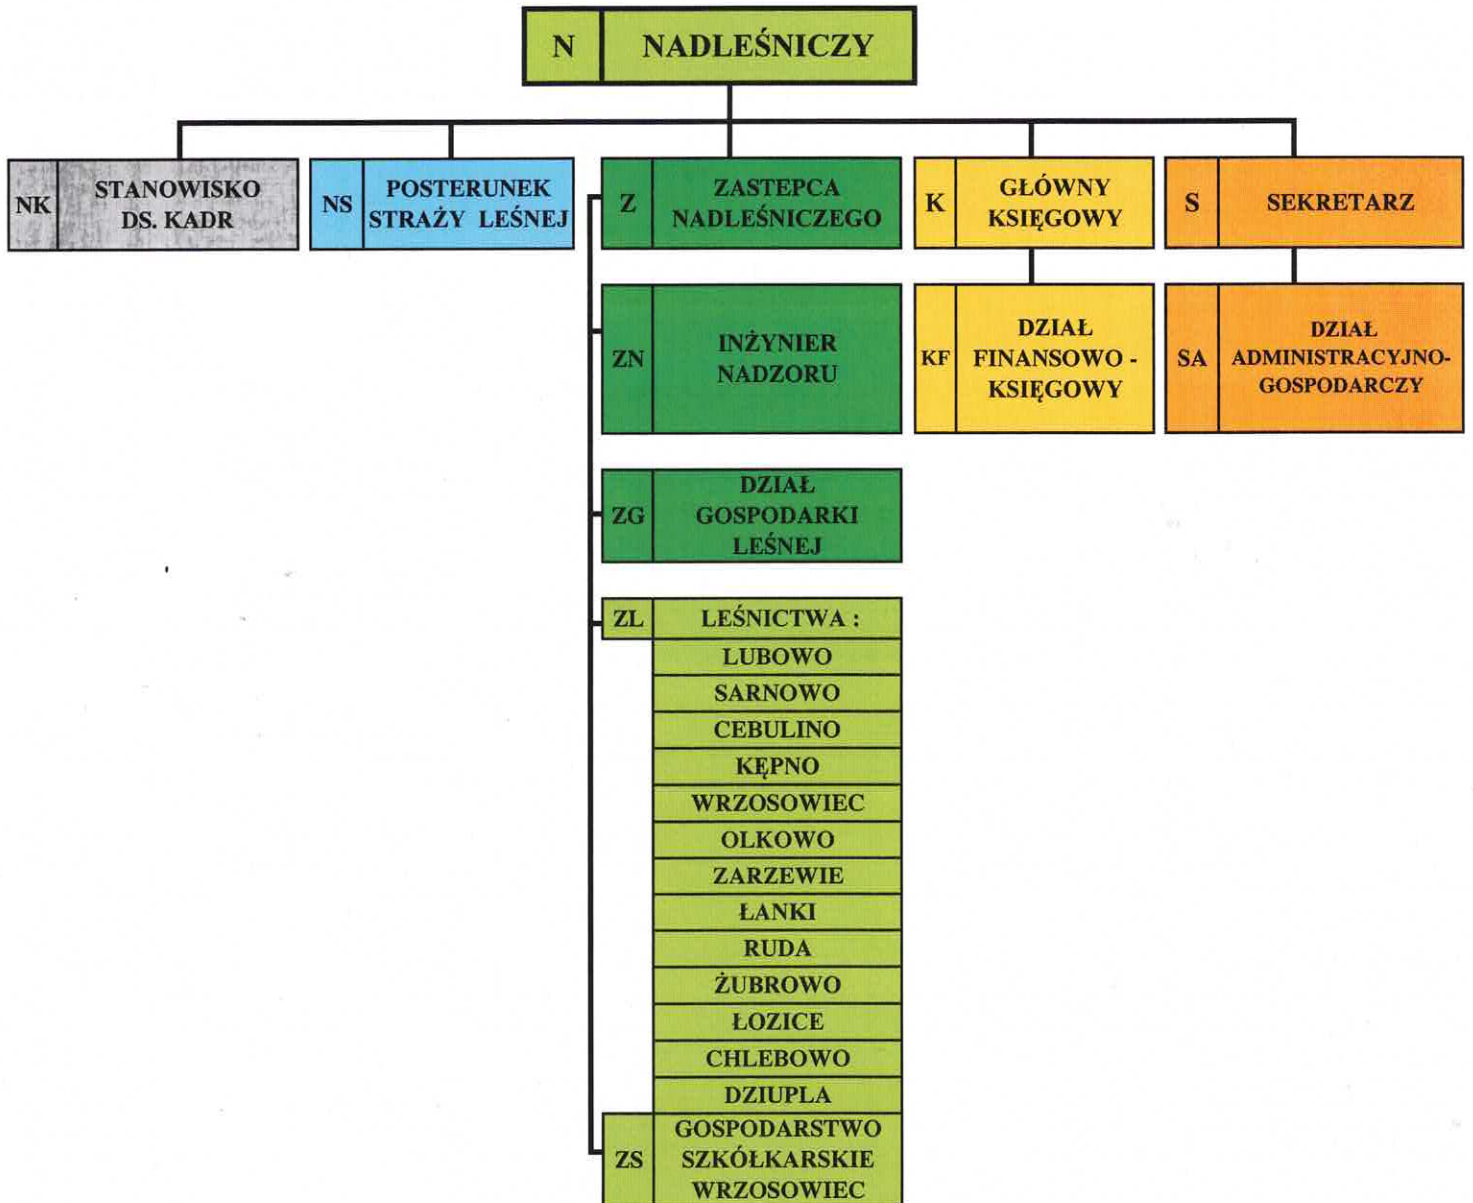 N NADLEŚNICZY
NK STANOWISKO
DS. KADR
NS POSTERUNEK
STRAŻY LEŚNEJ
Z ZASTEPCA
NADLEŚNICZEGO
K GŁÓWNY
KSIĘGOWY
S SEKRETARZ
ZN INŻYNIER
NADZORU
KF DZIAŁ
FINANSOWO -
KSIĘGOWY
SA DZIAŁ
ADMINISTRACYJNO-
GOSPODARCZY
ZG DZIAŁ
GOSPODARKI
LEŚNEJ
ZL LEŚNICTWA :
LUBOWO
SARNOWO
CEBULINO
KĘPNO
WRZOSOWIEC
OLKOWO
ZARZEWIE
ŁANKI
RUDA
ŻUBROWO
ŁOZICE
CHLEBOWO
DZIUPLA
ZS GOSPODARSTWO
SZKÓŁKARSKIE
WRZOSOWIEC